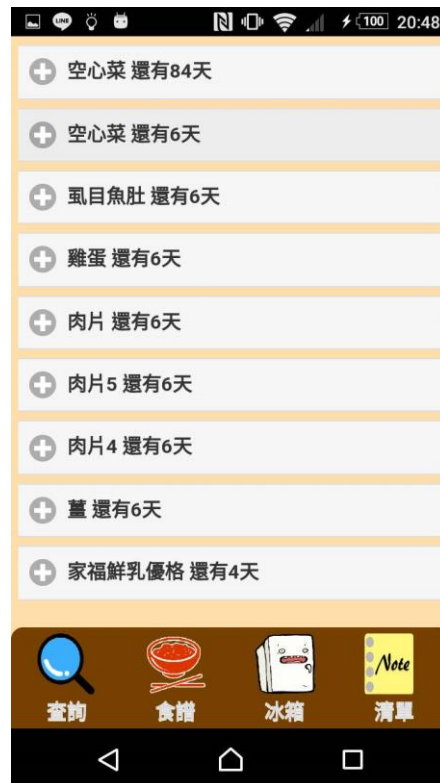 LINE
100 20:48
空心菜 還有84天
空心菜 還有6天
虱目魚肚 還有6天
雞蛋 還有6天
肉片 還有6天
肉片5 還有6天
肉片4 還有6天
薑 還有6天
家福鮮乳優格 還有4天
Note
查詢 食譜 冰箱 清單